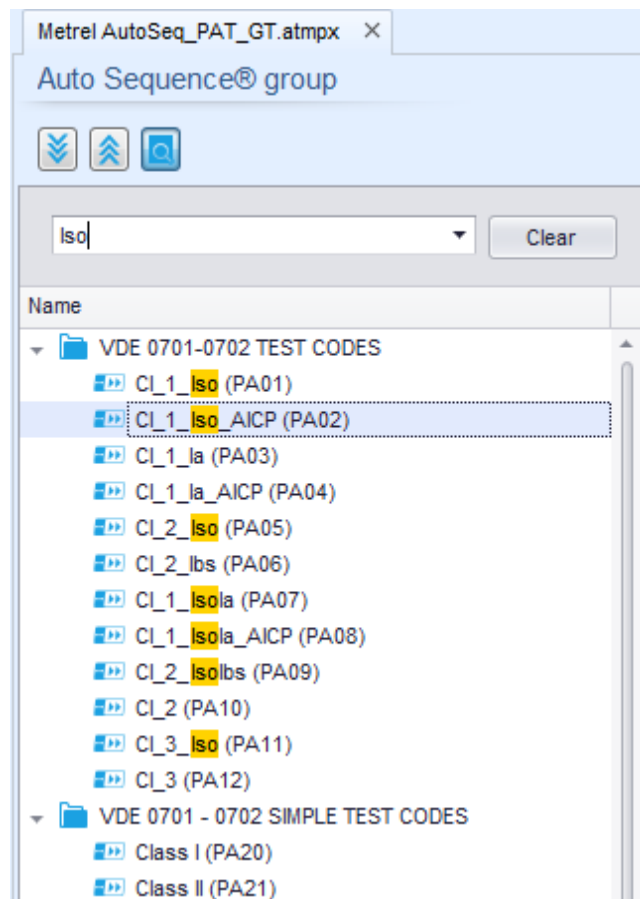 Metrel AutoSeq_PAT_GT.atmpx ×
Auto Sequence® group
Iso
Clear
Name
VDE 0701-0702 TEST CODES
Cl_1_Iso (PA01)
Cl_1_Iso_AICP (PA02)
Cl_1_Ia (PA03)
Cl_1_Ia_AICP (PA04)
Cl_2_Iso (PA05)
Cl_2_Ibs (PA06)
Cl_1_IsoIa (PA07)
Cl_1_IsoIa_AICP (PA08)
Cl_2_IsoIbs (PA09)
Cl_2 (PA10)
Cl_3_Iso (PA11)
Cl_3 (PA12)
VDE 0701 - 0702 SIMPLE TEST CODES
Class I (PA20)
Class II (PA21)